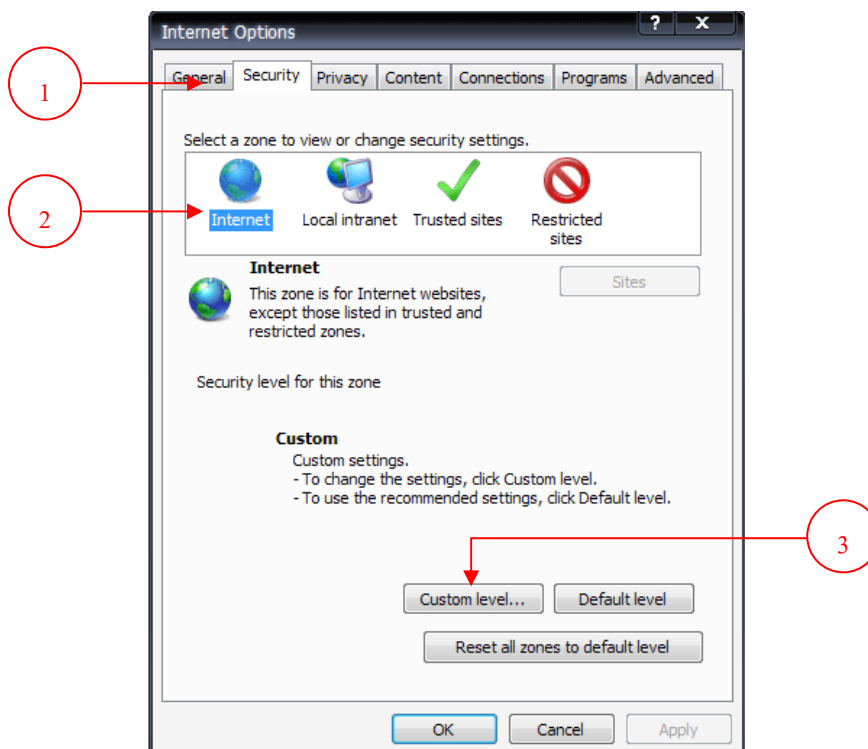 Internet Options
? X
General Security Privacy Content Connections Programs Advanced
1
Select a zone to view or change security settings.
2
Internet Local intranet Trusted sites Restricted
sites
Internet
Sites
This zone is for Internet websites,
except those listed in trusted and
restricted zones.
Security level for this zone
Custom
Custom settings.
- To change the settings, click Custom level.
- To use the recommended settings, click Default level.
3
Custom level... Default level
Reset all zones to default level
OK Cancel Apply